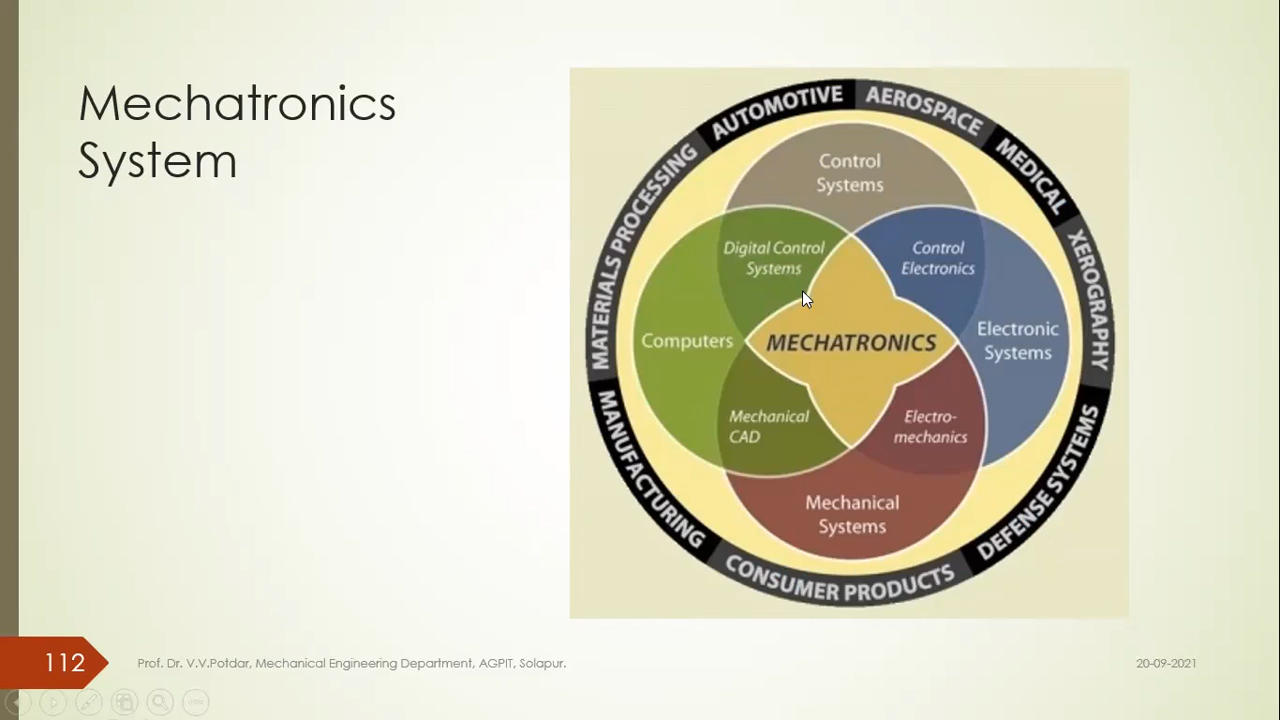 Mechatronics
System
AUTOMOTIVE
AEROSPACE
MEDICAL
XEROGRAPHY
DEFENSE SYSTEMS
CONSUMER PRODUCTS
MANUFACTURING
MATERIALS PROCESSING
Control
Systems
Digital Control
Systems
Control
Electronics
Computers
MECHATRONICS
Electronic
Systems
Mechanical
CAD
Electro-
mechanics
Mechanical
Systems
112
Prof. Dr. V.V.Potdar, Mechanical Engineering Department, AGPIT, Solapur.
20-09-2021